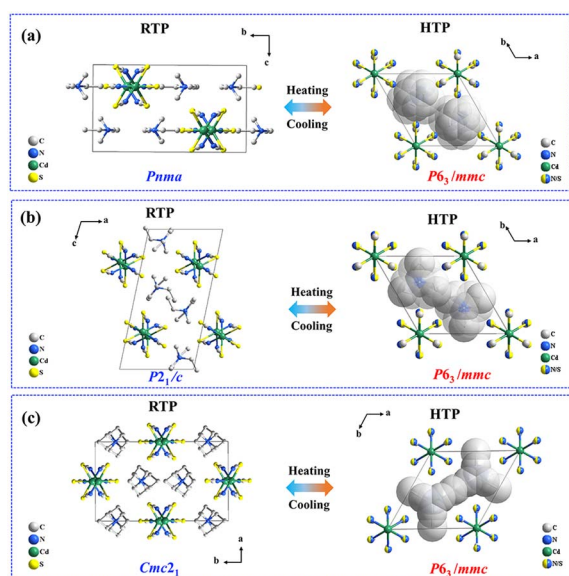 (a)
RTP
b
c
HTP
b
a
Heating
Cooling
C
N
Cd
S
Pnma
C
N
Cd
N/S
P6₃/mmc
(b)
RTP
a
c
HTP
b
a
Heating
Cooling
C
N
Cd
S
P2₁/c
C
N
Cd
N/S
P6₃/mmc
(c)
RTP
HTP
a
b
Heating
Cooling
C
N
Cd
S
a
b
Cmc2₁
C
N
Cd
N/S
P6₃/mmc